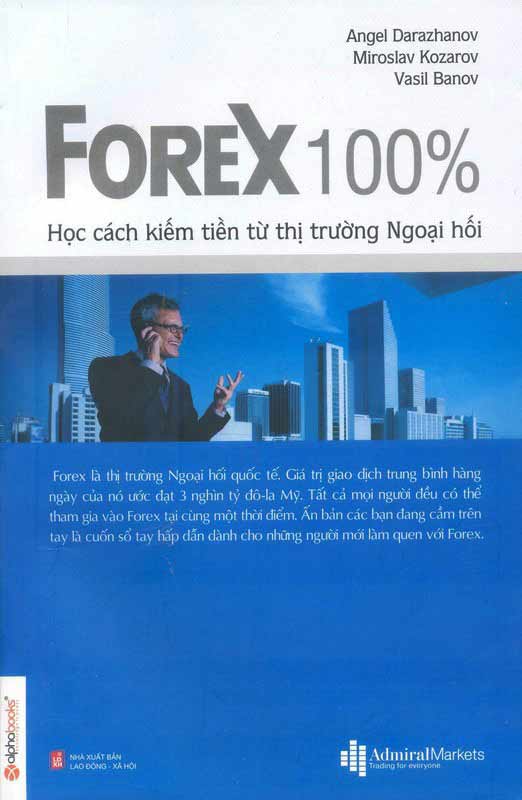 Angel Darazhanov
Miroslav Kozarov
Vasil Banov
FOREX 100%
Học cách kiếm tiền từ thị trường Ngoại hối
Forex là thị trường Ngoại hối quốc tế. Giá trị giao dịch trung bình hàng
ngày của nó ước đạt 3 nghìn tỷ đô-la Mỹ. Tất cả mọi người đều có thể
tham gia vào Forex tại cùng một thời điểm. Ấn bản các bạn đang cầm trên
tay là cuốn sổ tay hấp dẫn dành cho những người mới làm quen với Forex.
alphabooks®
NHÀ XUẤT BẢN
LAO ĐỘNG - XÃ HỘI
AdmiralMarkets
Trading for everyone.